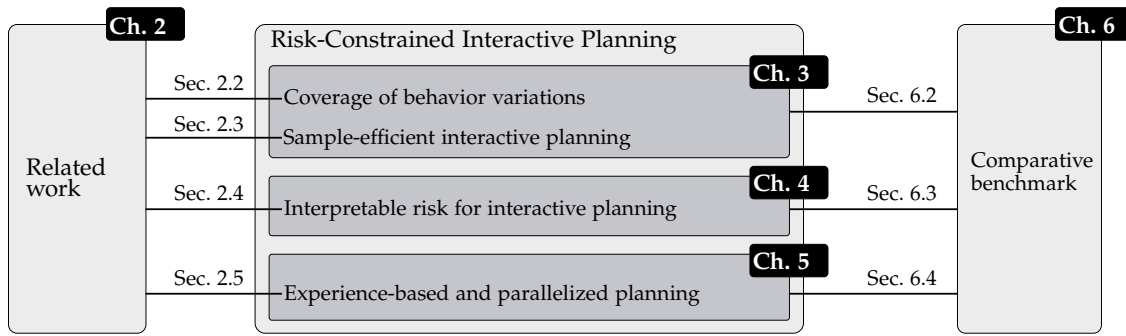 Ch. 2
Related
work
Sec. 2.2
Sec. 2.3
Sec. 2.4
Sec. 2.5
Risk-Constrained Interactive Planning
Ch. 3
Coverage of behavior variations
Sample-efficient interactive planning
Ch. 4
Interpretable risk for interactive planning
Ch. 5
Experience-based and parallelized planning
Sec. 6.2
Sec. 6.3
Sec. 6.4
Ch. 6
Comparative
benchmark